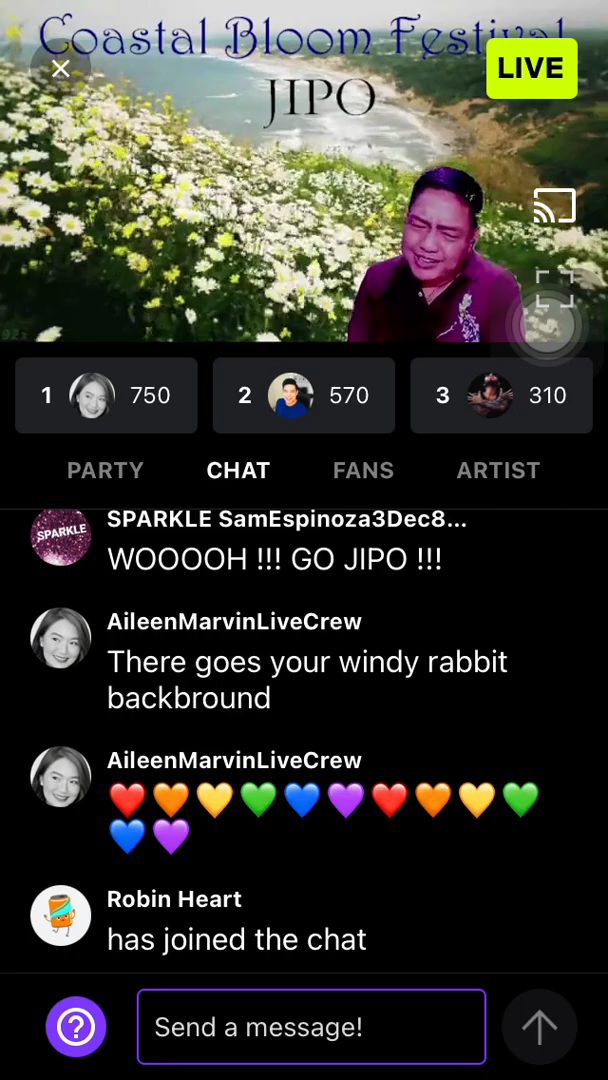 Coastal Bloom Festival
JIPO
LIVE
1 750 2 570 3 310
PARTY CHAT FANS ARTIST
SPARKLE
SPARKLE SamEspinoza3Dec8...
WOOOOH !!! GO JIPO !!!
AileenMarvinLiveCrew
There goes your windy rabbit
backbround
AileenMarvinLiveCrew
❤️🧡💛💚💙💜❤️🧡💛💚
💙💜
Robin Heart
has joined the chat
Send a message!